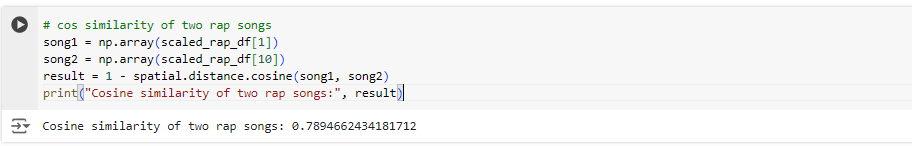 # cos similarity of two rap songs
song1 = np.array(scaled_rap_df[1])
song2 = np.array(scaled_rap_df[10])
result = 1 - spatial.distance.cosine(song1, song2)
print("Cosine similarity of two rap songs:", result)
Cosine similarity of two rap songs: 0.7894662434181712